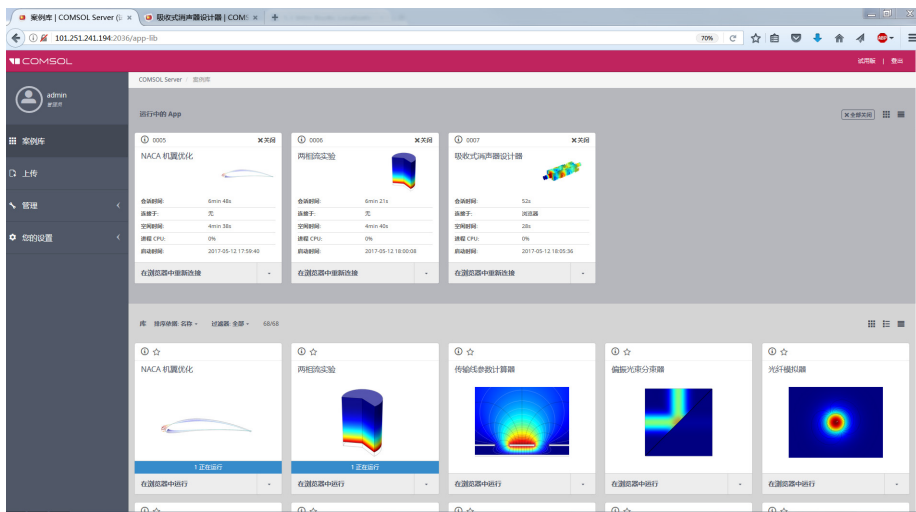 案例库 | COMSOL Server (
吸收式消声器设计器 | COM
101.251.241.194:2036/app-lib
70%
COMSOL
试用版 | 登出
admin
管理员
案例库
上传
管理
您的设置
COMSOL Server / 案例库
运行中的 App
全部关闭
0005 关闭
NACA 机翼优化
会话时间: 6min 48s
连接于: 无
空闲时间: 4min 38s
进程 CPU: 0%
启动时间: 2017-05-12 17:59:40
在浏览器中重新连接
0006 关闭
两相流实验
会话时间: 6min 21s
连接于: 无
空闲时间: 4min 40s
进程 CPU: 0%
启动时间: 2017-05-12 18:00:08
在浏览器中重新连接
0007 关闭
吸收式消声器设计器
会话时间: 52s
连接于: 浏览器
空闲时间: 28s
进程 CPU: 0%
启动时间: 2017-05-12 18:05:36
在浏览器中重新连接
库 排序依据: 名称 过滤器: 全部 68/68
NACA 机翼优化
1 正在运行
在浏览器中运行
两相流实验
1 正在运行
在浏览器中运行
传输线参数计算器
在浏览器中运行
偏振光束分束器
在浏览器中运行
光纤模拟器
在浏览器中运行